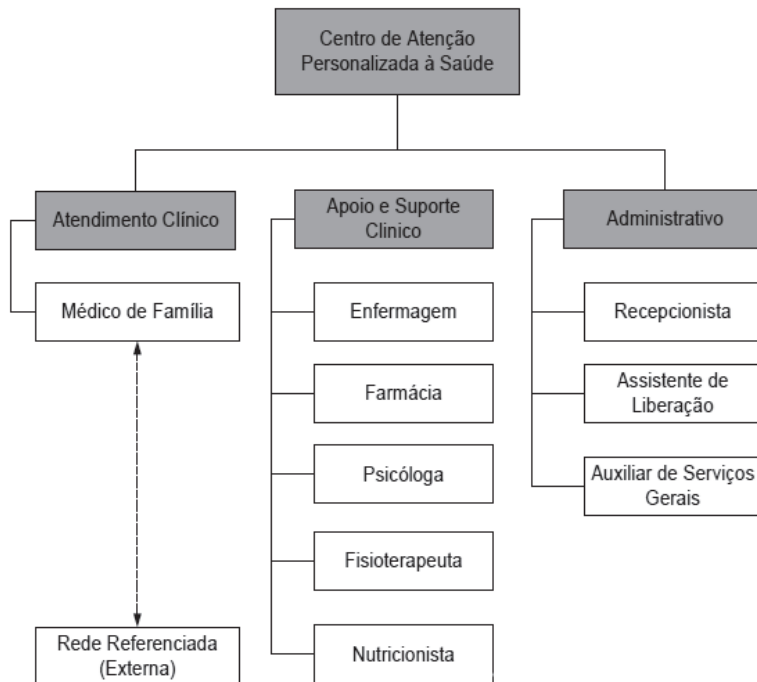 Centro de Atenção
Personalizada à Saúde
Atendimento Clínico
Médico de Família
Rede Referenciada
(Externa)
Apoio e Suporte
Clinico
Enfermagem
Farmácia
Psicóloga
Fisioterapeuta
Nutricionista
Administrativo
Recepcionista
Assistente de
Liberação
Auxiliar de Serviços
Gerais